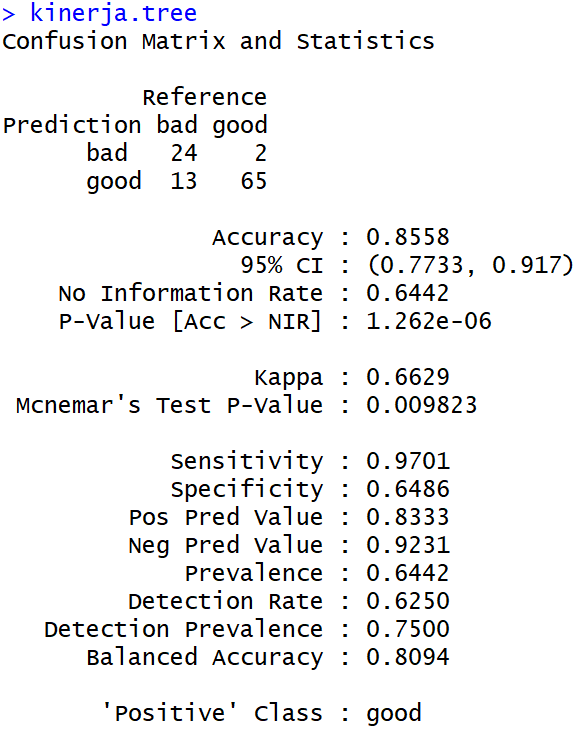 > kinerja.tree
Confusion Matrix and Statistics
Reference
Prediction bad good
bad 24 2
good 13 65
Accuracy : 0.8558
95% CI : (0.7733, 0.917)
No Information Rate : 0.6442
P-Value [Acc > NIR] : 1.262e-06
Kappa : 0.6629
Mcnemar's Test P-Value : 0.009823
Sensitivity : 0.9701
Specificity : 0.6486
Pos Pred Value : 0.8333
Neg Pred Value : 0.9231
Prevalence : 0.6442
Detection Rate : 0.6250
Detection Prevalence : 0.7500
Balanced Accuracy : 0.8094
'Positive' Class : good